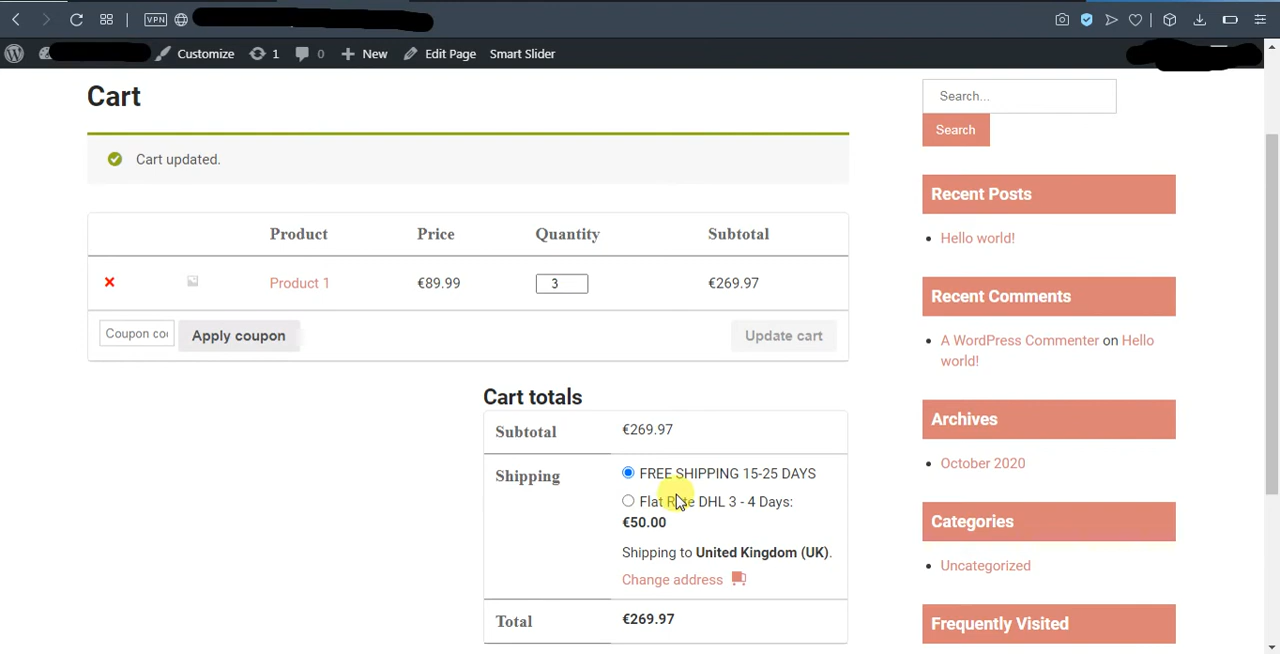 VPN
Customize 1 0 New Edit Page Smart Slider
Cart
Cart updated.
Product Price Quantity Subtotal
Product 1 €89.99 3 €269.97
Coupon co Apply coupon Update cart
Cart totals
Subtotal €269.97
Shipping FREE SHIPPING 15-25 DAYS
Flat Rate DHL 3 - 4 Days:
€50.00
Shipping to United Kingdom (UK).
Change address
Total €269.97
Search...
Search
Recent Posts
Hello world!
Recent Comments
A WordPress Commenter on Hello
world!
Archives
October 2020
Categories
Uncategorized
Frequently Visited